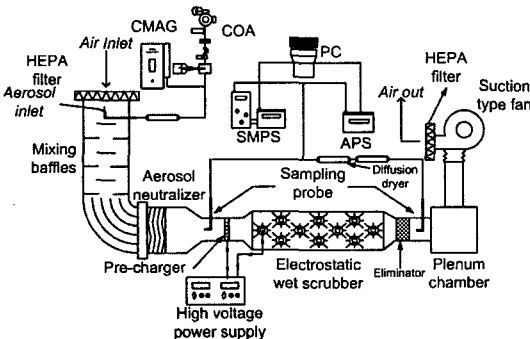 CMAG
COA
PC
HEPA
filter
Air Inlet
Aerosol
inlet
Mixing
baffles
SMPS
APS
Air out
HEPA
filter
Suction
type fan
Aerosol
neutralizer
Sampling
probe
Diffusion
dryer
Pre-charger
Electrostatic
wet scrubber
Eliminator
Plenum
chamber
High voltage
power supply